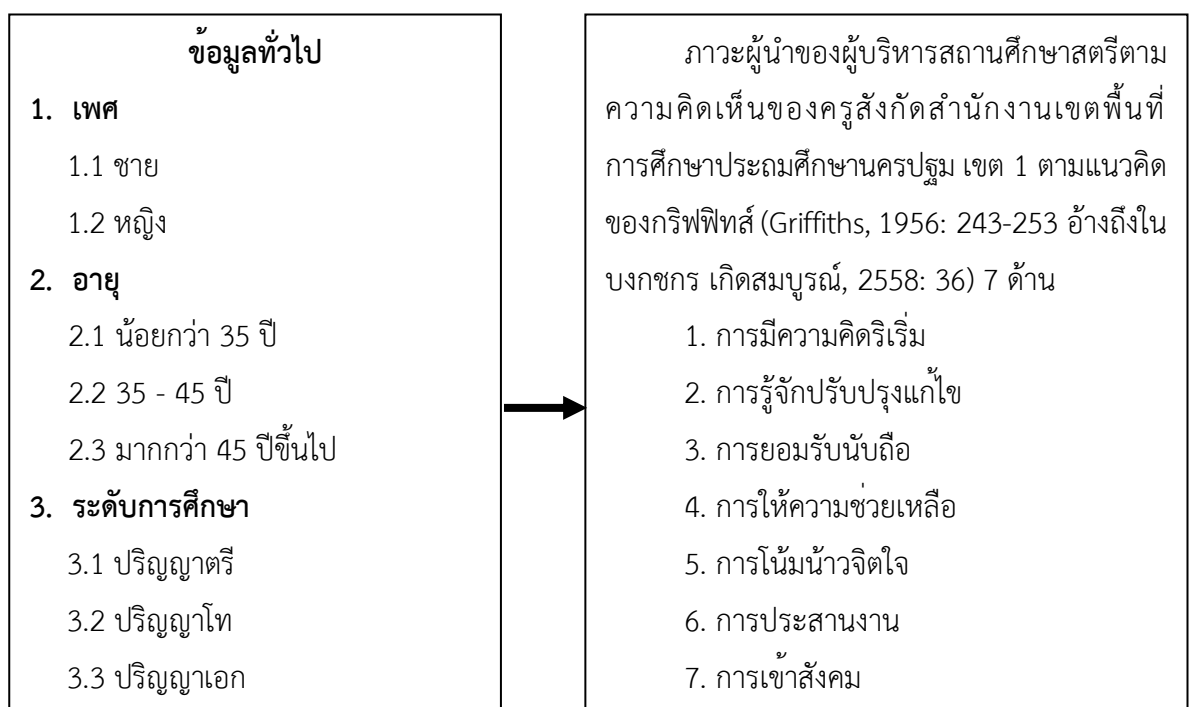 ข้อมูลทั่วไป
1. เพศ
1.1 ชาย
1.2 หญิง
2. อายุ
2.1 น้อยกว่า 35 ปี
2.2 35 - 45 ปี
2.3 มากกว่า 45 ปีขึ้นไป
3. ระดับการศึกษา
3.1 ปริญญาตรี
3.2 ปริญญาโท
3.3 ปริญญาเอก
ภาวะผู้นำของผู้บริหารสถานศึกษาสตรีตาม
ความคิดเห็นของครูสังกัดสำนักงานเขตพื้นที่
การศึกษาประถมศึกษานครปฐม เขต 1 ตามแนวคิด
ของกริฟฟิทส์ (Griffiths, 1956: 243-253 อ้างถึงใน
บงกชกร เกิดสมบูรณ์, 2558: 36) 7 ด้าน
1. การมีความคิดริเริ่ม
2. การรู้จักปรับปรุงแก้ไข
3. การยอมรับนับถือ
4. การให้ความช่วยเหลือ
5. การโน้มน้าวจิตใจ
6. การประสานงาน
7. การเข้าสังคม